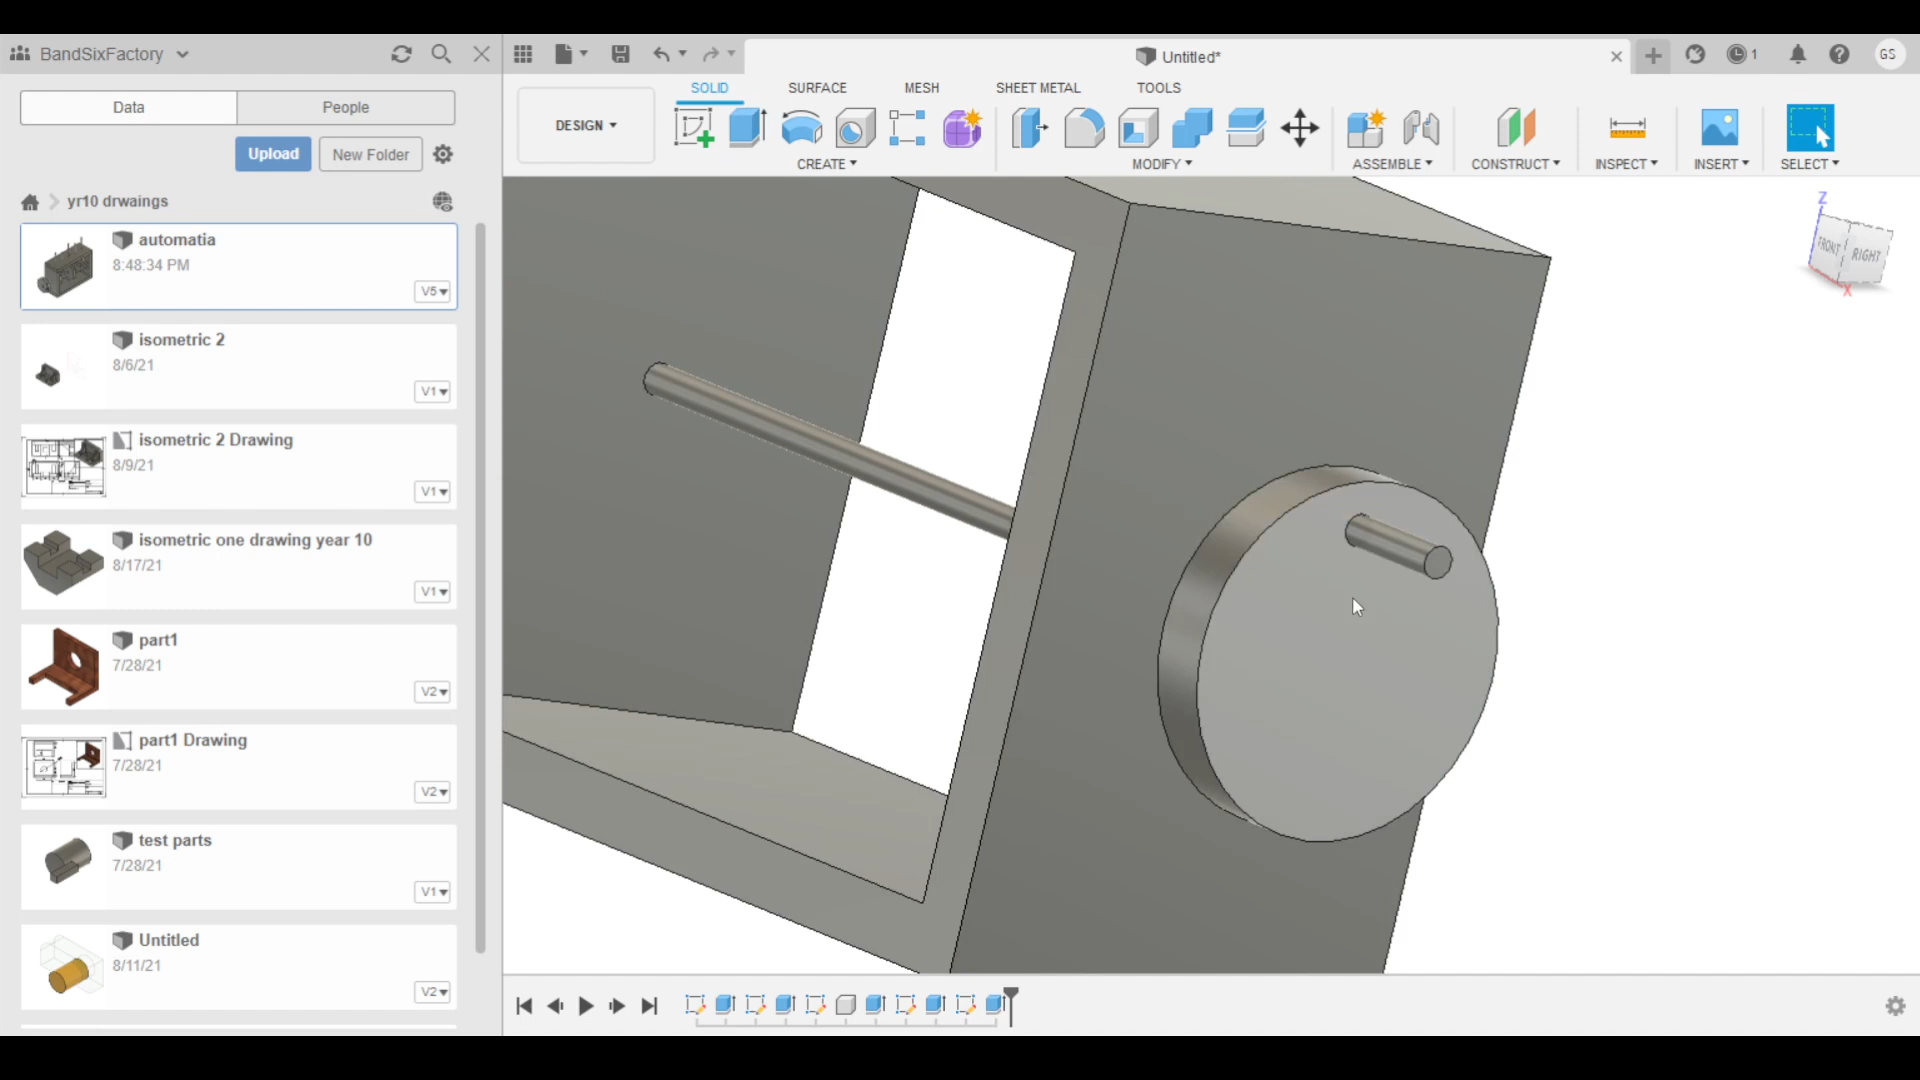 BandSixFactory
Untitled*
1
GS
Data
People
Upload
New Folder
yr10 drwaings
automatia
8:48:34 PM
V5
isometric 2
8/6/21
V1
isometric 2 Drawing
8/9/21
V1
isometric one drawing year 10
8/17/21
V1
part1
7/28/21
V2
part1 Drawing
7/28/21
V2
test parts
7/28/21
V1
Untitled
8/11/21
V2
DESIGN
SOLID
SURFACE
MESH
SHEET METAL
TOOLS
CREATE
MODIFY
ASSEMBLE
CONSTRUCT
INSPECT
INSERT
SELECT
Z
FRONT
RIGHT
X